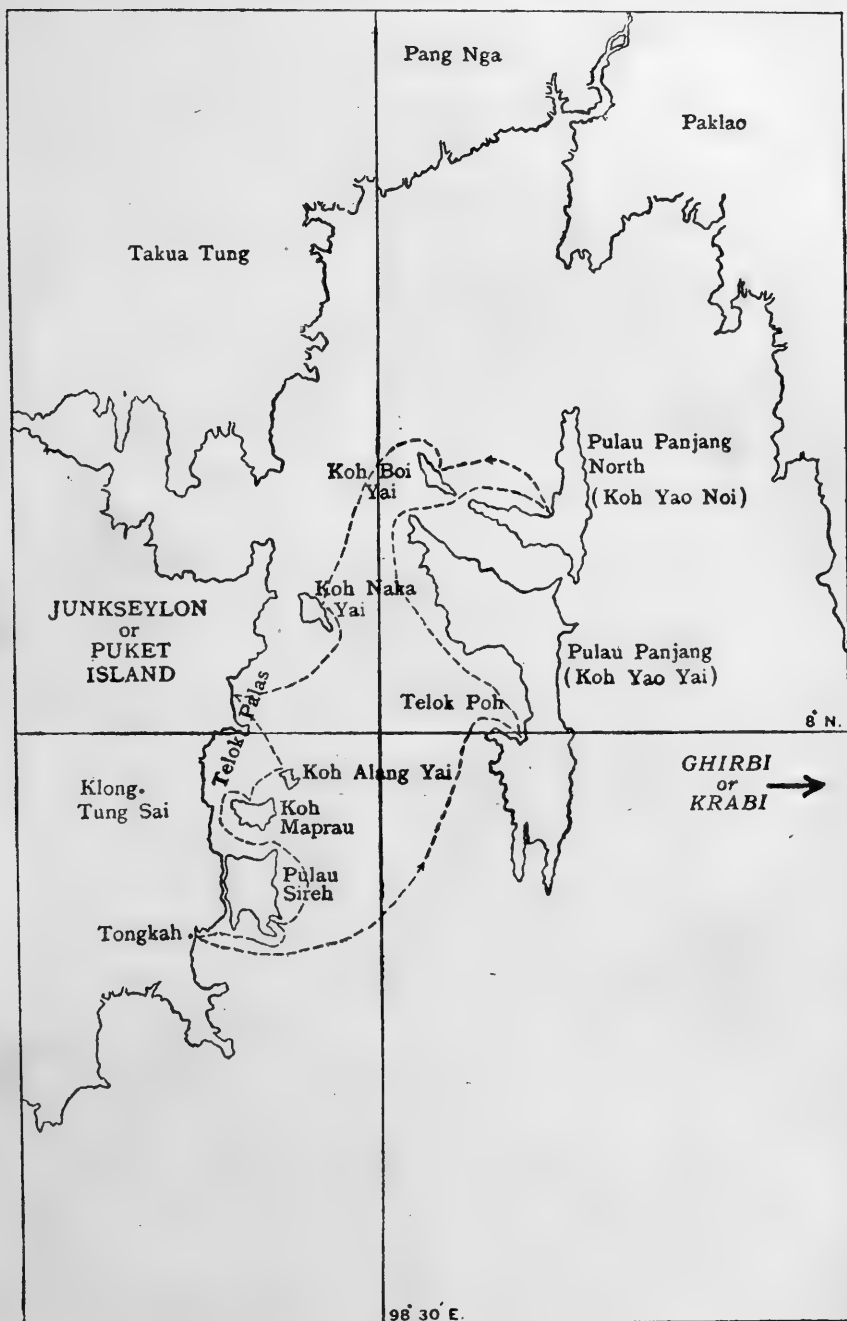 Pang Nga
Paklao
Takua Tung
Pulau Panjang
North
(Koh Yao Noi)
Koh Boi
Yai
Koh Naka
Yai
JUNKSEYLON
or
PUKET
ISLAND
Pulau Panjang
(Koh Yao Yai)
Telok Palas
Telok Poh
8° N.
Koh Alang Yai
GHIRBI
or
KRABI
Klong.
Tung Sai
Koh
Maprau
Pulau
Sireh
Tongkah
98° 30′ E.